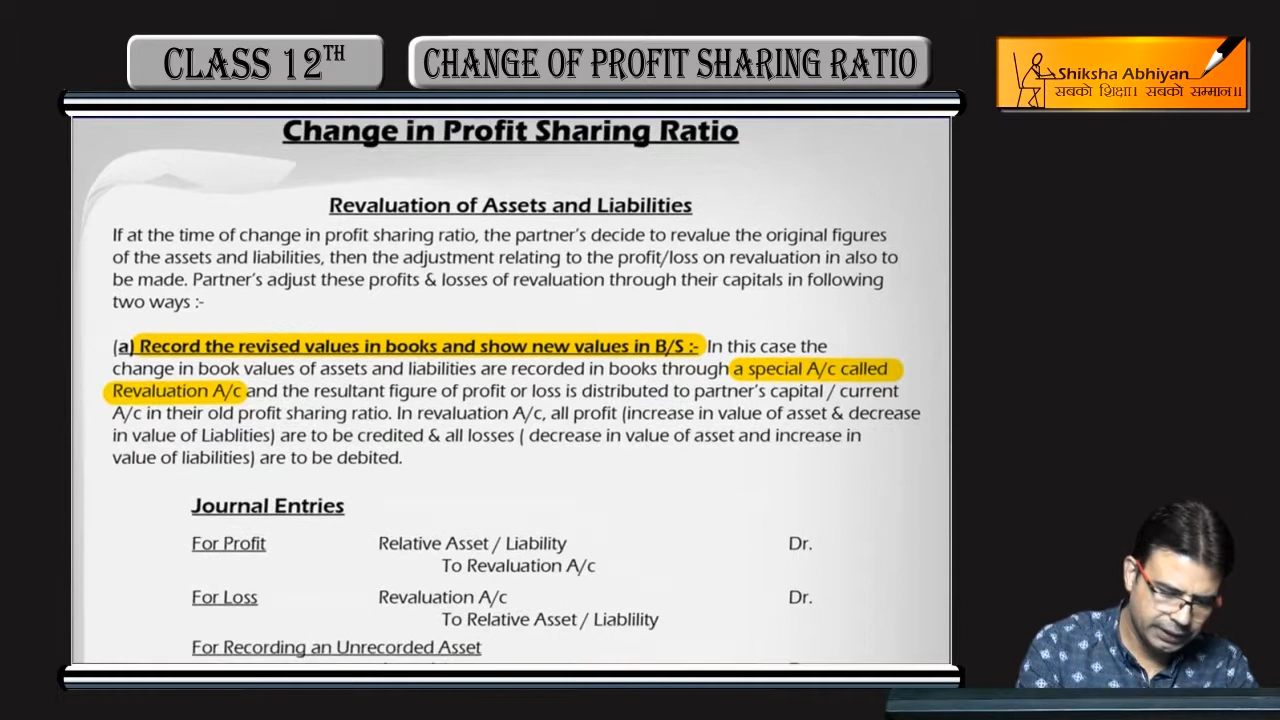 CLASS 12TH
CHANGE OF PROFIT SHARING RATIO
Shiksha Abhiyan
सबको शिक्षा। सबको सम्मान।।
Change in Profit Sharing Ratio
Revaluation of Assets and Liabilities
If at the time of change in profit sharing ratio, the partner's decide to revalue the original figures
of the assets and liabilities, then the adjustment relating to the profit/loss on revaluation in also to
be made. Partner's adjust these profits & losses of revaluation through their capitals in following
two ways :-
(a) Record the revised values in books and show new values in B/S :- In this case the
change in book values of assets and liabilities are recorded in books through a special A/c called
Revaluation A/c and the resultant figure of profit or loss is distributed to partner's capital / current
A/c in their old profit sharing ratio. In revaluation A/c, all profit (increase in value of asset & decrease
in value of Liablities) are to be credited & all losses ( decrease in value of asset and increase in
value of liabilities) are to be debited.
Journal Entries
For Profit Relative Asset / Liability Dr.
To Revaluation A/c
For Loss Revaluation A/c Dr.
To Relative Asset / Liablility
For Recording an Unrecorded Asset